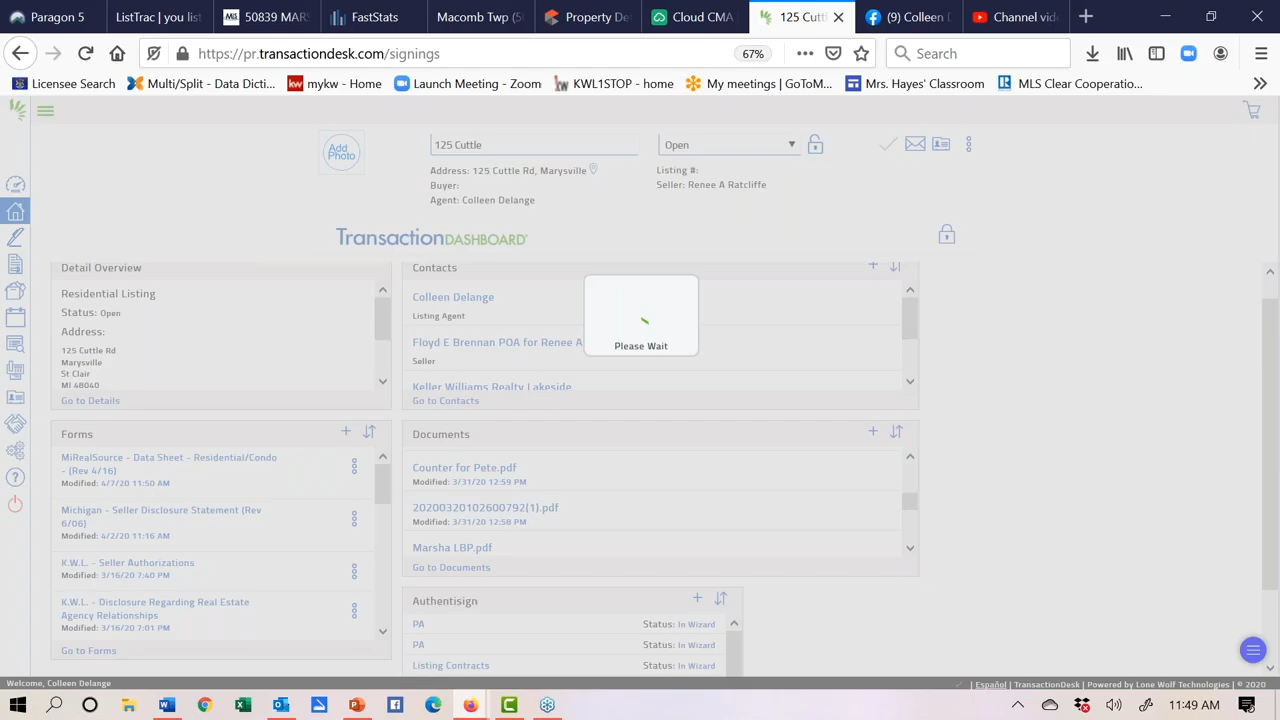 Paragon 5
ListTrac | you list
50839 MARS
FastStats
Macomb Twp (5
Property De
Cloud CMA
125 Cuttl
(9) Colleen D
Channel vide
https://pr.transactiondesk.com/signings
67%
Search
Licensee Search
Multi/Split - Data Dicti...
mykw - Home
Launch Meeting - Zoom
KWL1STOP - home
My meetings | GoToM...
Mrs. Hayes' Classroom
MLS Clear Cooperatio...
Add Photo
125 Cuttle
Open
Address: 125 Cuttle Rd, Marysville
Listing #:
Buyer:
Seller: Renee A Ratcliffe
Agent: Colleen Delange
TransactionDASHBOARD
Detail Overview
Residential Listing
Status: Open
Address:
125 Cuttle Rd
Marysville
St Clair
MI 48040
Go to Details
Contacts
Colleen Delange
Listing Agent
Floyd E Brennan POA for Renee A
Seller
Keller Williams Realty Lakeside
Go to Contacts
Please Wait
Forms
MiRealSource - Data Sheet - Residential/Condo
- (Rev 4/16)
Modified: 4/7/20 11:50 AM
Michigan - Seller Disclosure Statement (Rev
6/06)
Modified: 4/2/20 11:16 AM
K.W.L. - Seller Authorizations
Modified: 3/16/20 7:40 PM
K.W.L. - Disclosure Regarding Real Estate
Agency Relationships
Modified: 3/16/20 7:01 PM
Go to Forms
Documents
Counter for Pete.pdf
Modified: 3/31/20 12:59 PM
20200320102600792(1).pdf
Modified: 3/31/20 12:58 PM
Marsha LBP.pdf
Go to Documents
Authentisign
PA Status: In Wizard
PA Status: In Wizard
Listing Contracts Status: In Wizard
Welcome, Colleen Delange
| Español | TransactionDesk | Powered by Lone Wolf Technologies | © 2020
11:49 AM